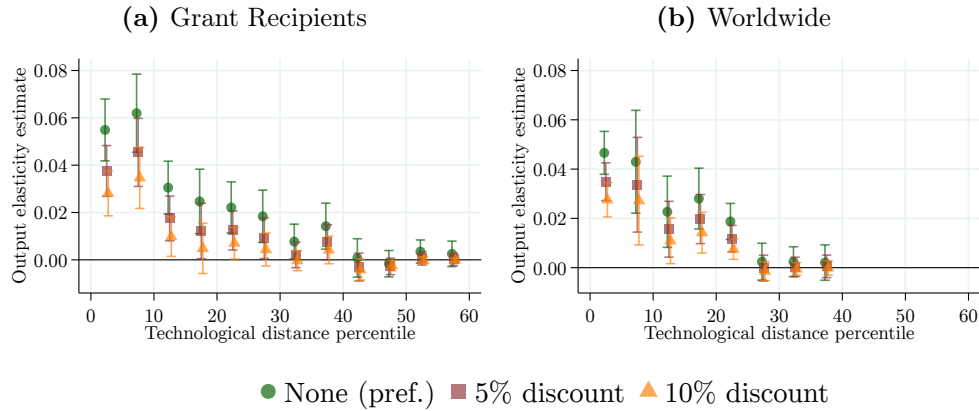 (a) Grant Recipients
(b) Worldwide
Output elasticity estimate
0.08
0.06
0.04
0.02
0.00
0 10 20 30 40 50 60
Technological distance percentile
Output elasticity estimate
0.08
0.06
0.04
0.02
0.00
0 10 20 30 40 50 60
Technological distance percentile
None (pref.) 5% discount 10% discount